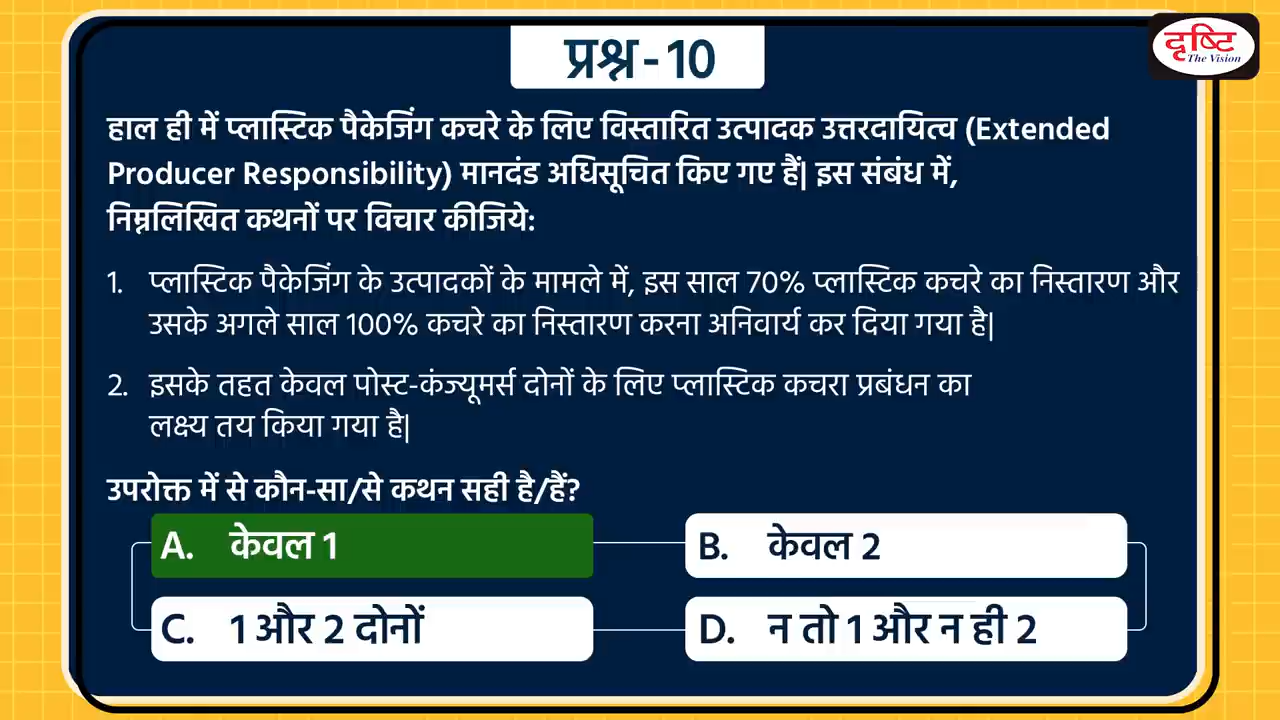 दृष्टि
The Vision
प्रश्न-10
हाल ही में प्लास्टिक पैकेजिंग कचरे के लिए विस्तारित उत्पादक उत्तरदायित्व (Extended
Producer Responsibility) मानदंड अधिसूचित किए गए हैं| इस संबंध में,
निम्नलिखित कथनों पर विचार कीजिये:
1. प्लास्टिक पैकेजिंग के उत्पादकों के मामले में, इस साल 70% प्लास्टिक कचरे का निस्तारण और
उसके अगले साल 100% कचरे का निस्तारण करना अनिवार्य कर दिया गया है|
2. इसके तहत केवल पोस्ट-कंज्यूमर्स दोनों के लिए प्लास्टिक कचरा प्रबंधन का
लक्ष्य तय किया गया है|
उपरोक्त में से कौन-सा/से कथन सही है/हैं?
A. केवल 1
B. केवल 2
C. 1 और 2 दोनों
D. न तो 1 और न ही 2